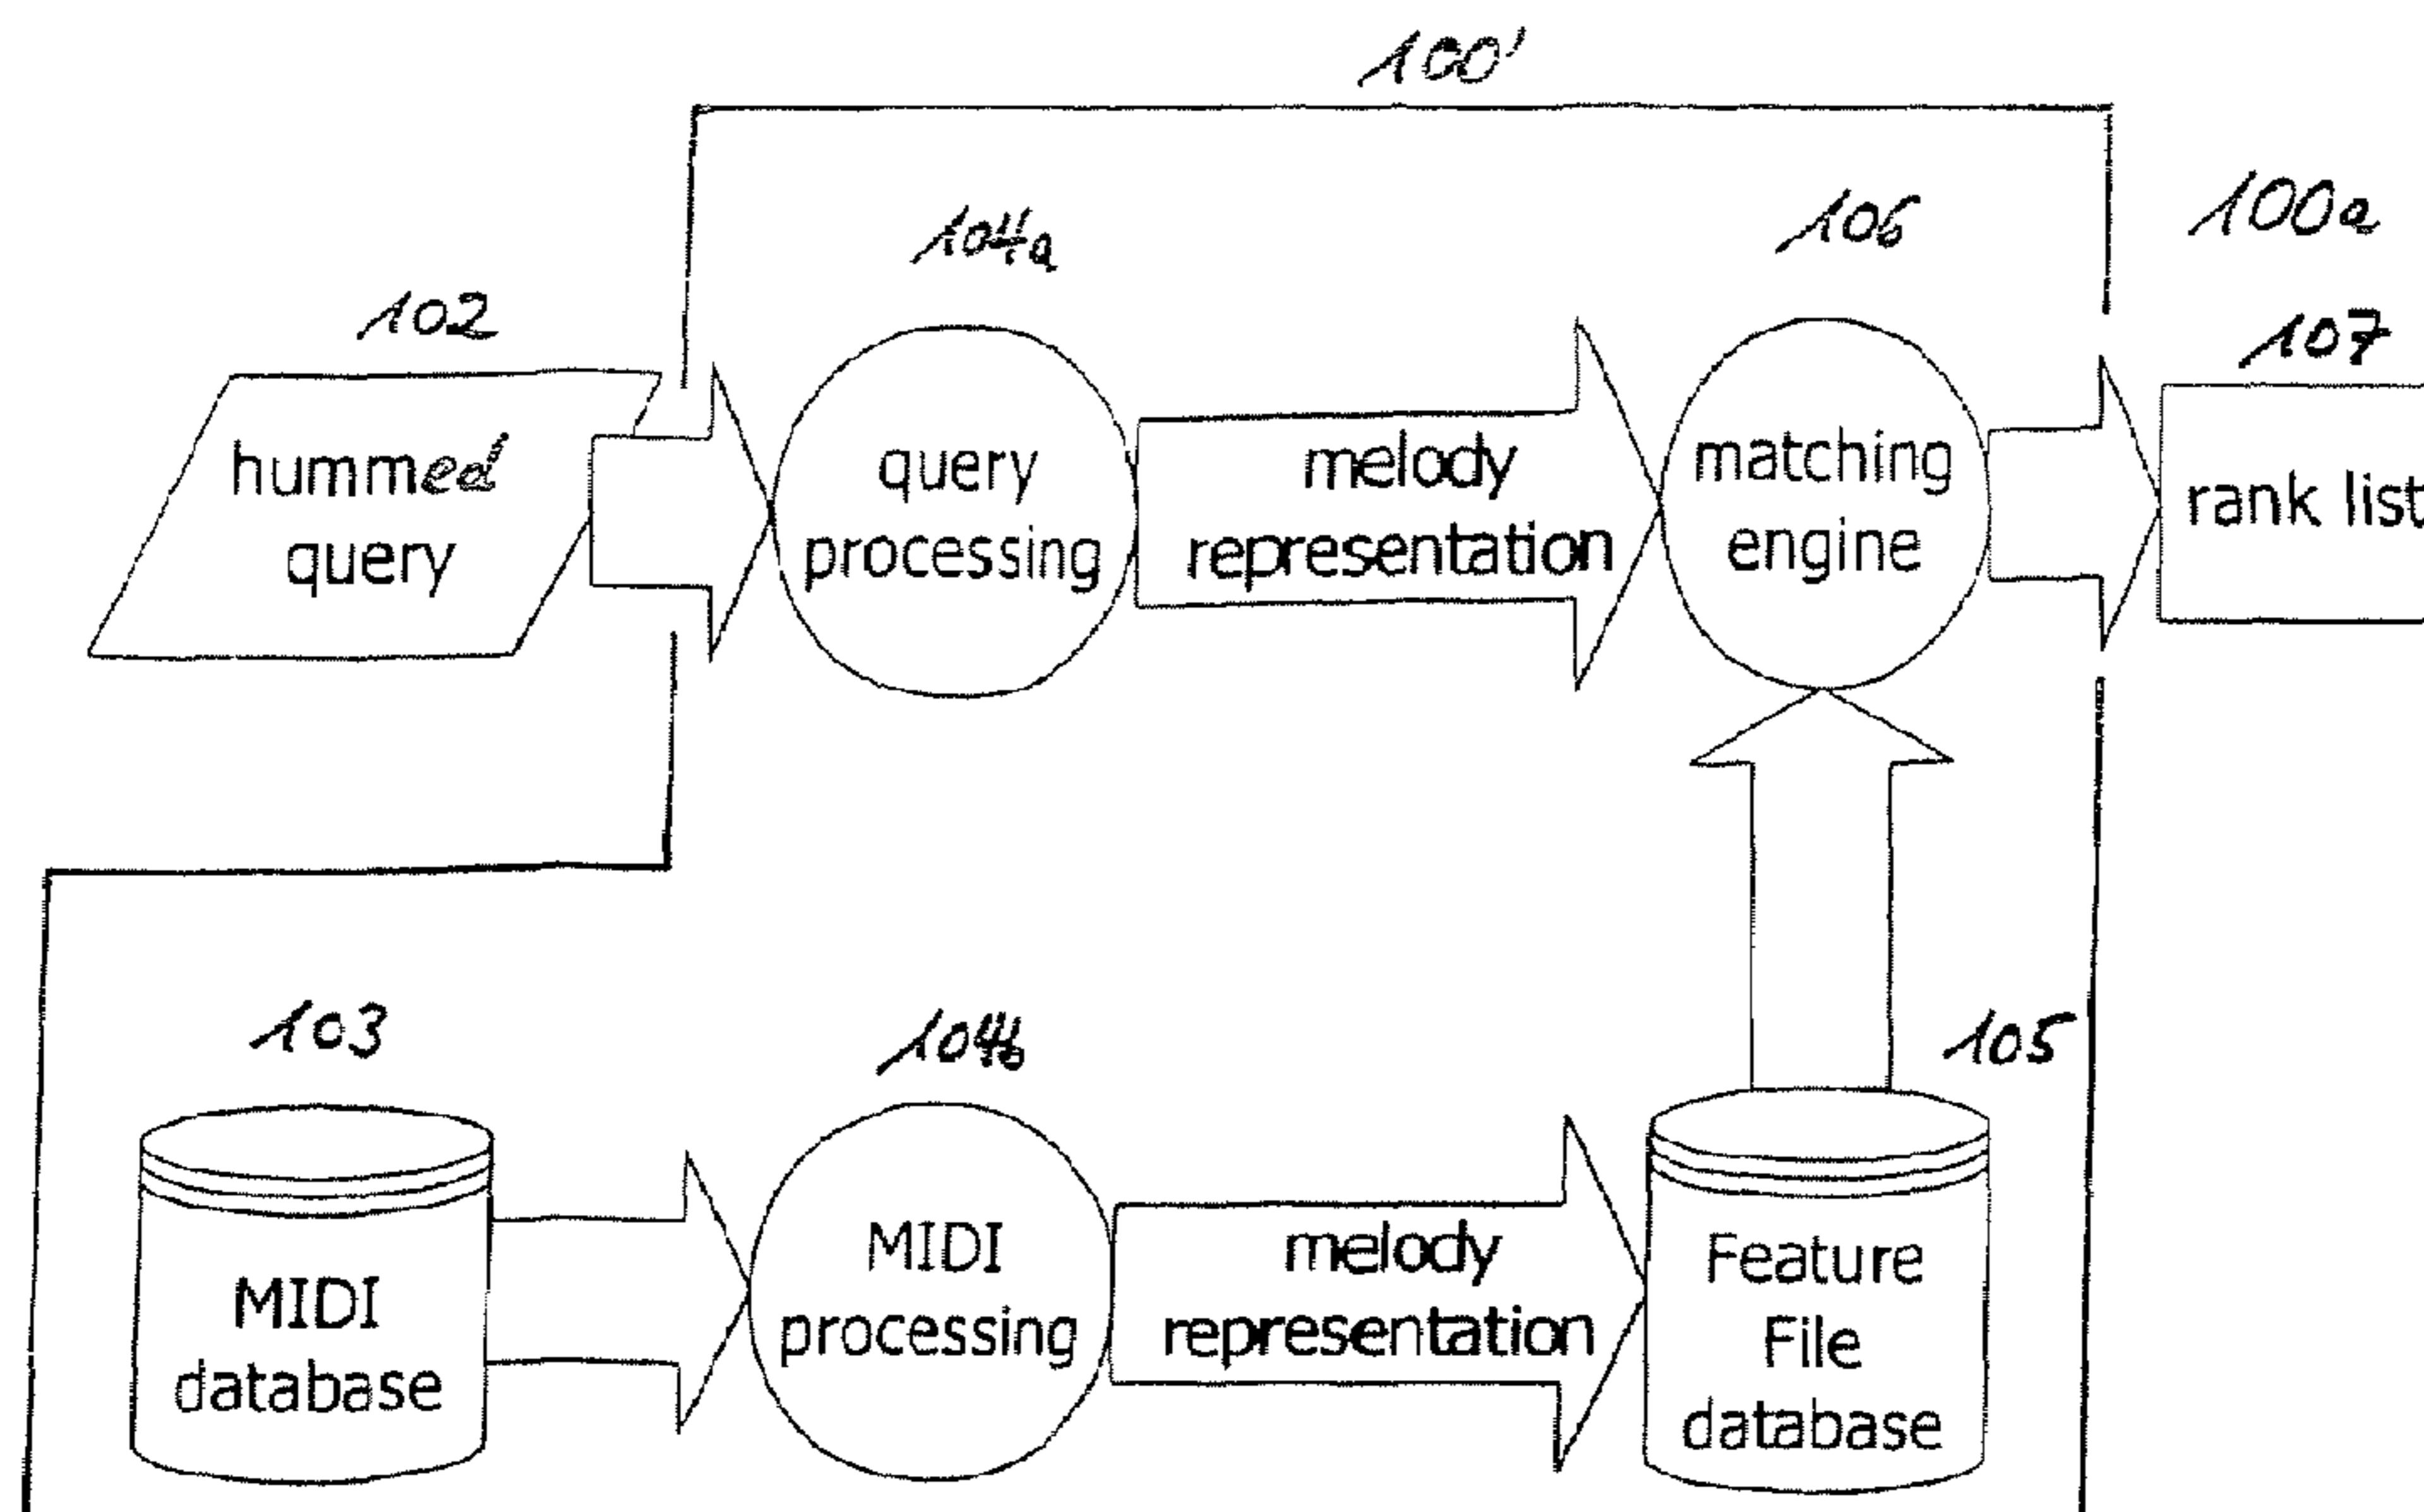 100'
100a
104a
106
102
107
hummed
query
query
processing
melody
representation
matching
engine
rank list
103
104b
105
MIDI
database
MIDI
processing
melody
representation
Feature
File
database